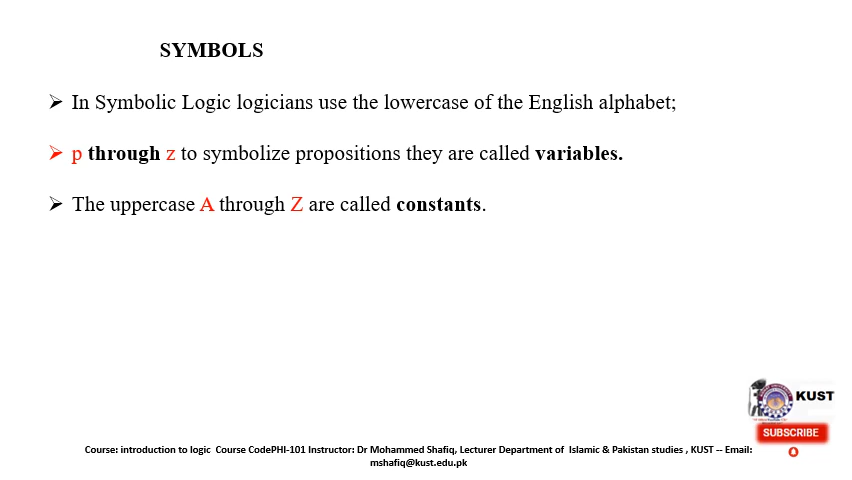 SYMBOLS
➢ In Symbolic Logic logicians use the lowercase of the English alphabet;
➢ p through z to symbolize propositions they are called variables.
➢ The uppercase A through Z are called constants.
KUST
SUBSCRIBE
Course: introduction to logic Course CodePHI-101 Instructor: Dr Mohammed Shafiq, Lecturer Department of Islamic & Pakistan studies , KUST -- Email:
mshafiq@kust.edu.pk